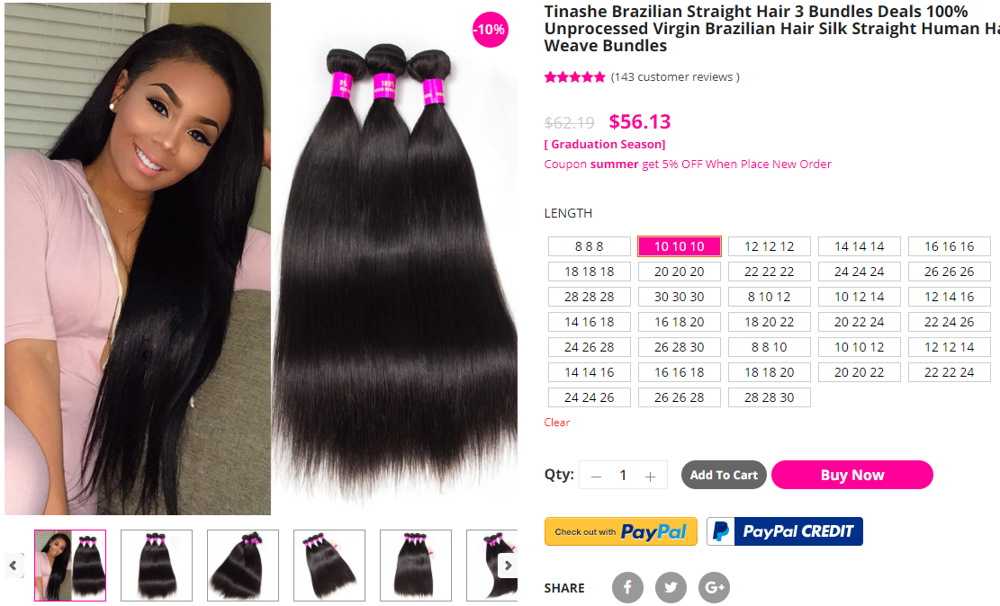 -10%
100%
Tinashe Brazilian Straight Hair 3 Bundles Deals 100%
Unprocessed Virgin Brazilian Hair Silk Straight Human
Weave Bundles
(143 customer reviews )
$62.19 $56.13
[ Graduation Season]
Coupon summer get 5% OFF When Place New Order
LENGTH
8 8 8 10 10 10 12 12 12 14 14 14 16 16 16
18 18 18 20 20 20 22 22 22 24 24 24 26 26 26
28 28 28 30 30 30 8 10 12 10 12 14 12 14 16
14 16 18 16 18 20 18 20 22 20 22 24 22 24 26
24 26 28 26 28 30 8 8 10 10 10 12 12 12 14
14 14 16 16 16 18 18 18 20 20 20 22 22 22 24
24 24 26 26 26 28 28 28 30
Clear
Qty: – 1 + Add To Cart Buy Now
Check out with PayPal PayPal CREDIT
SHARE f G+